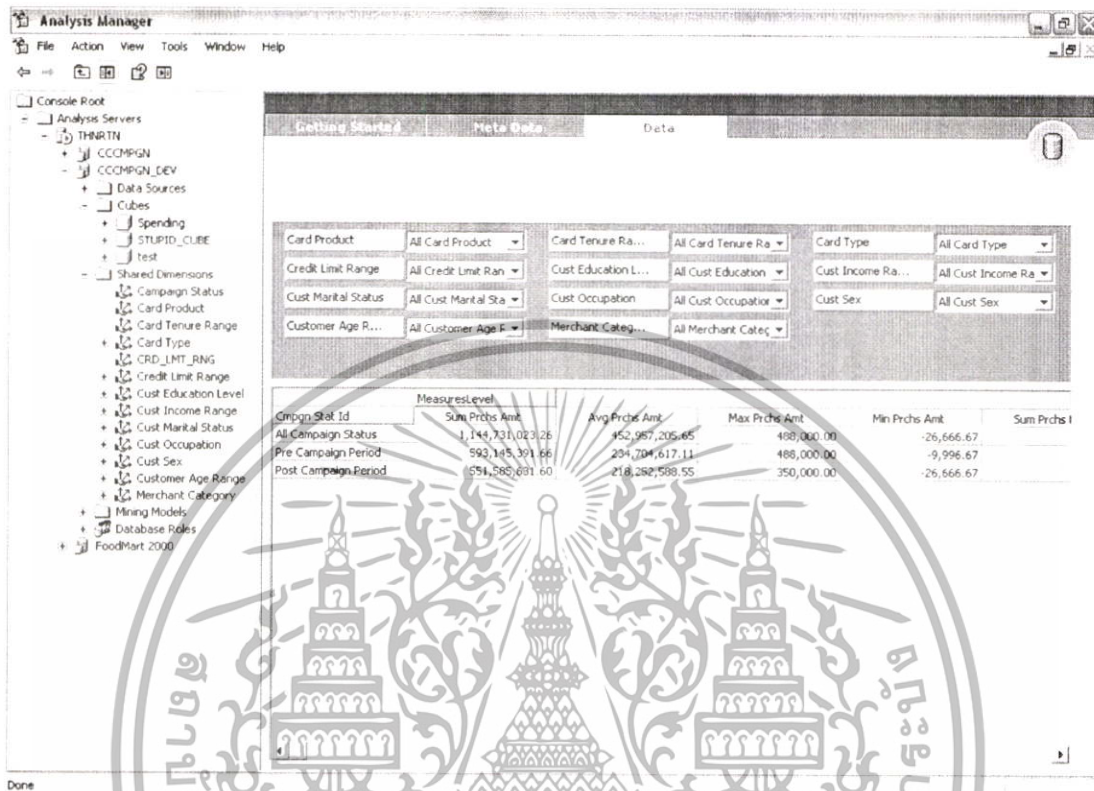 Analysis Manager
File Action View Tools Window Help
Console Root
Analysis Servers
THNRTN
CCCMPGN
CCCMPGN_DEV
Data Sources
Cubes
Spending
STUPID_CUBE
test
Shared Dimensions
Campaign Status
Card Product
Card Tenure Range
Card Type
CRD_LMT_RNG
Credit Limit Range
Cust Education Level
Cust Income Range
Cust Marital Status
Cust Occupation
Cust Sex
Customer Age Range
Merchant Category
Mining Models
Database Roles
FoodMart 2000
Getting Started Meta Data Data
Card Product All Card Product Card Tenure Ra... All Card Tenure Ra Card Type All Card Type
Credit Limit Range All Credit Limit Ran Cust Education L... All Cust Education Cust Income Ra... All Cust Income Ra
Cust Marital Status All Cust Marital Sta Cust Occupation All Cust Occupation Cust Sex All Cust Sex
Customer Age R... All Customer Age F Merchant Categ... All Merchant Categ
MeasuresLevel
Cmpgn Stat Id Sum Prchs Amt Avg Prchs Amt Max Prchs Amt Min Prchs Amt Sum Prchs
All Campaign Status 1,144,731,023.26 452,957,205.65 488,000.00 -26,666.67
Pre Campaign Period 593,145,391.66 234,704,617.11 488,000.00 -9,996.67
Post Campaign Period 551,585,631.60 218,252,588.55 350,000.00 -26,666.67
Done